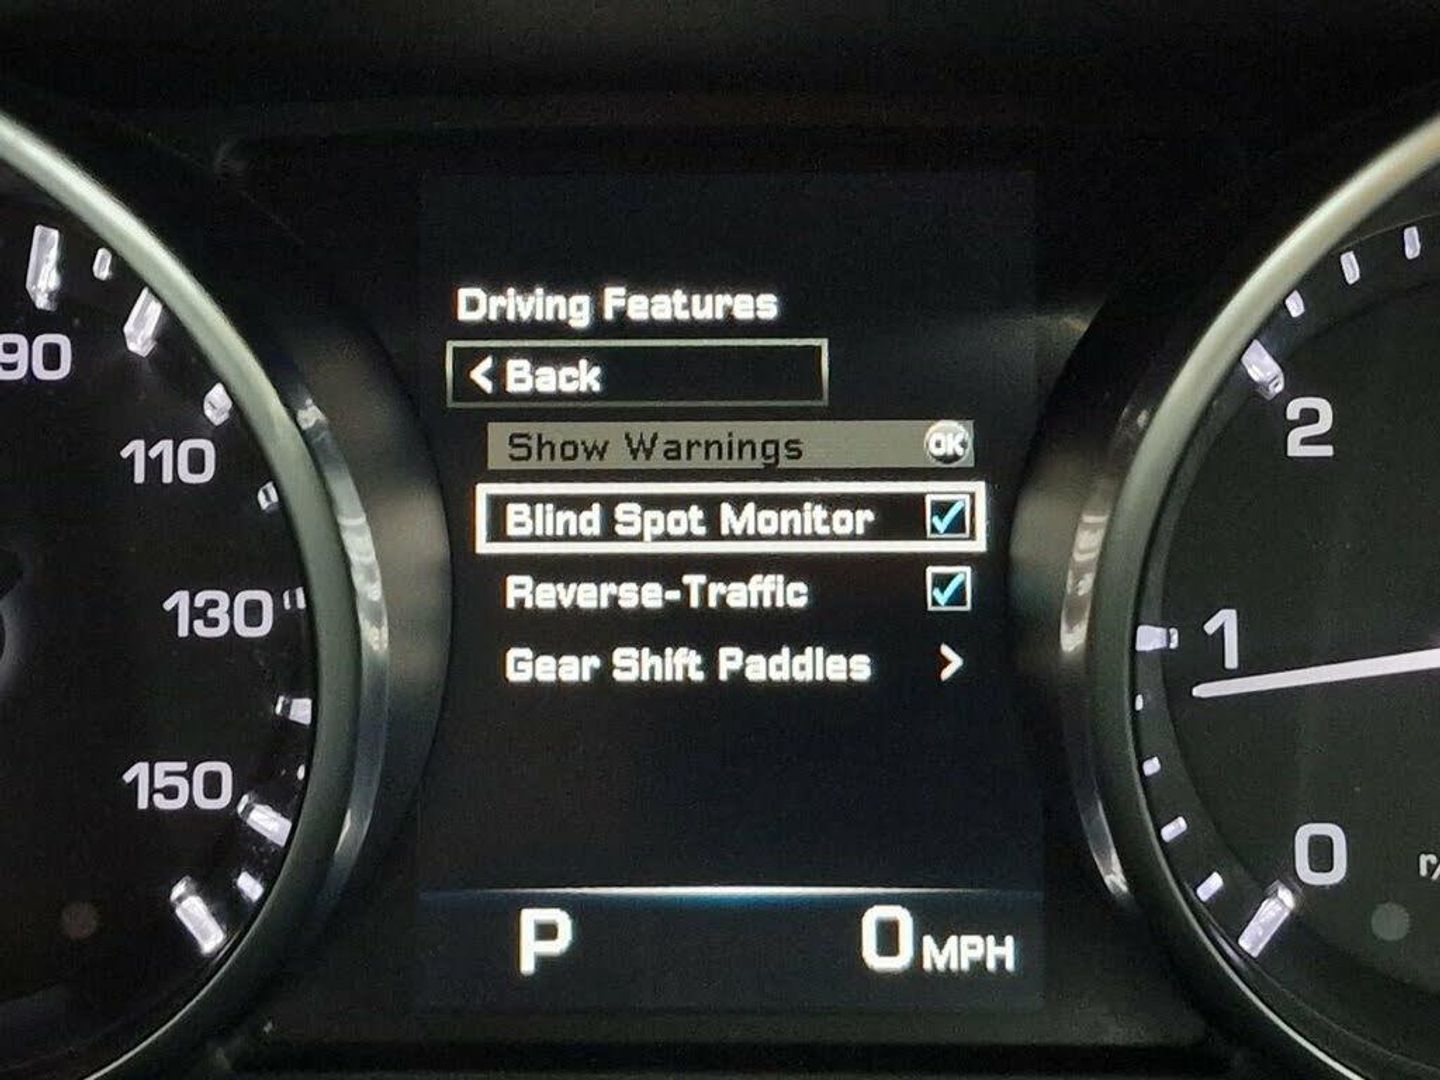 Driving Features
< Back
Show Warnings OK
Blind Spot Monitor
Reverse-Traffic
Gear Shift Paddles >
P 0 MPH
90
110
130
150
2
1
0